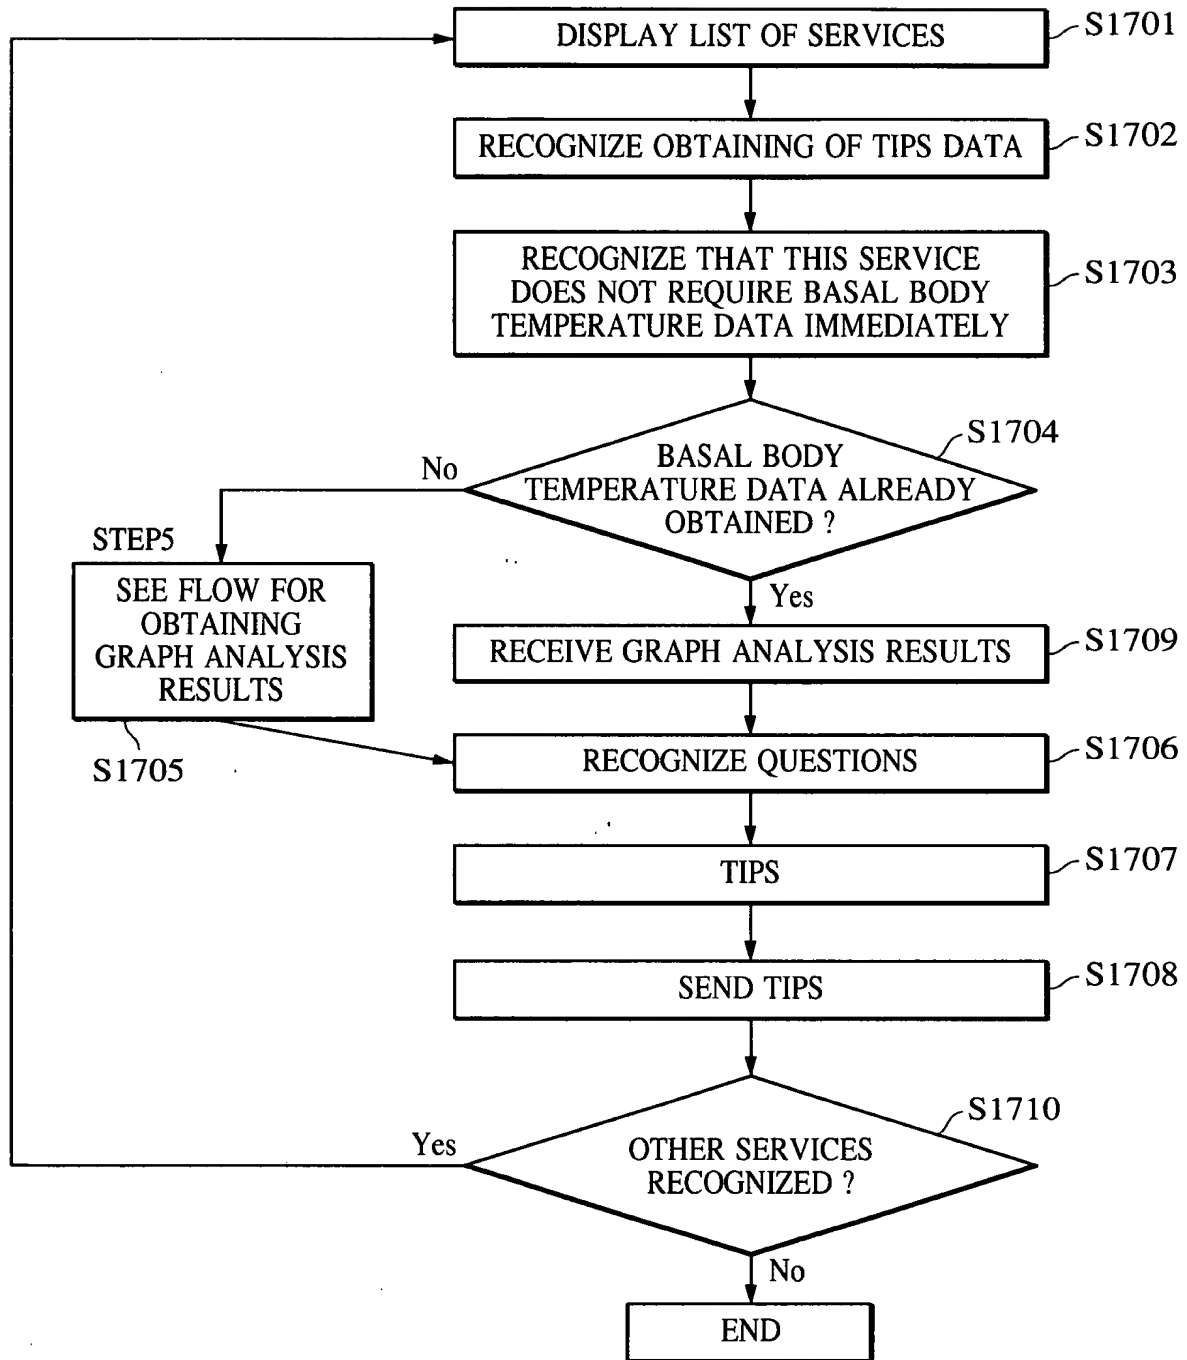 DISPLAY LIST OF SERVICES
S1701
RECOGNIZE OBTAINING OF TIPS DATA
S1702
RECOGNIZE THAT THIS SERVICE
DOES NOT REQUIRE BASAL BODY
TEMPERATURE DATA IMMEDIATELY
S1703
BASAL BODY
TEMPERATURE DATA ALREADY
OBTAINED ?
S1704
No
Yes
STEP5
SEE FLOW FOR
OBTAINING
GRAPH ANALYSIS
RESULTS
S1705
RECEIVE GRAPH ANALYSIS RESULTS
S1709
RECOGNIZE QUESTIONS
S1706
TIPS
S1707
SEND TIPS
S1708
OTHER SERVICES
RECOGNIZED ?
S1710
Yes
No
END